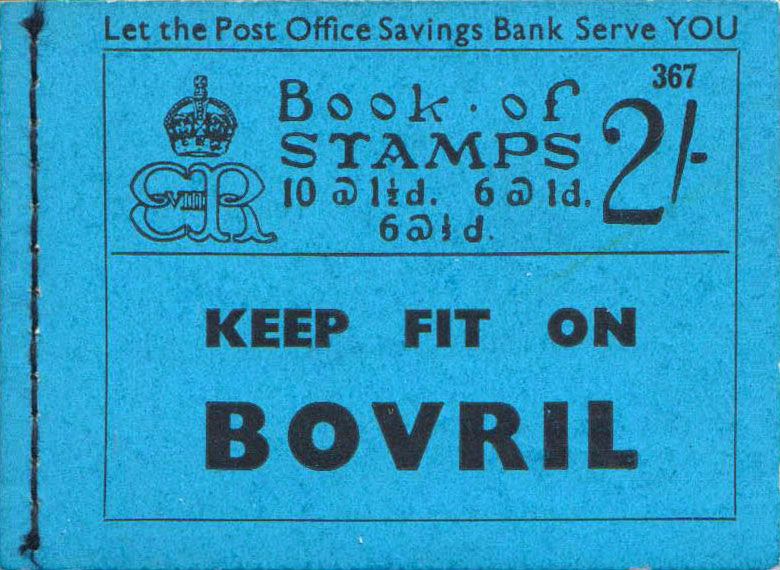 Let the Post Office Savings Bank Serve YOU
367
Book · of
STAMPS
2/-
EVIIIR
10 @ 1½d. 6 @ 1d.
6 @ ½d.
KEEP FIT ON
BOVRIL